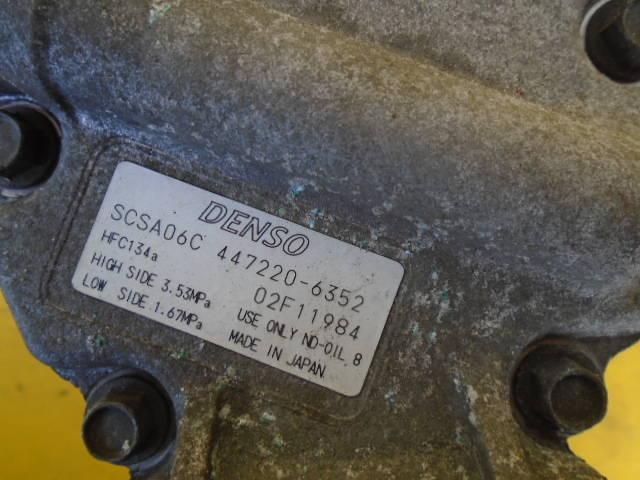 DENSO
SCSA06C 447220-6352
HFC134a 02F11984
HIGH SIDE 3.53MPa USE ONLY ND-OIL 8
LOW SIDE 1.67MPa MADE IN JAPAN